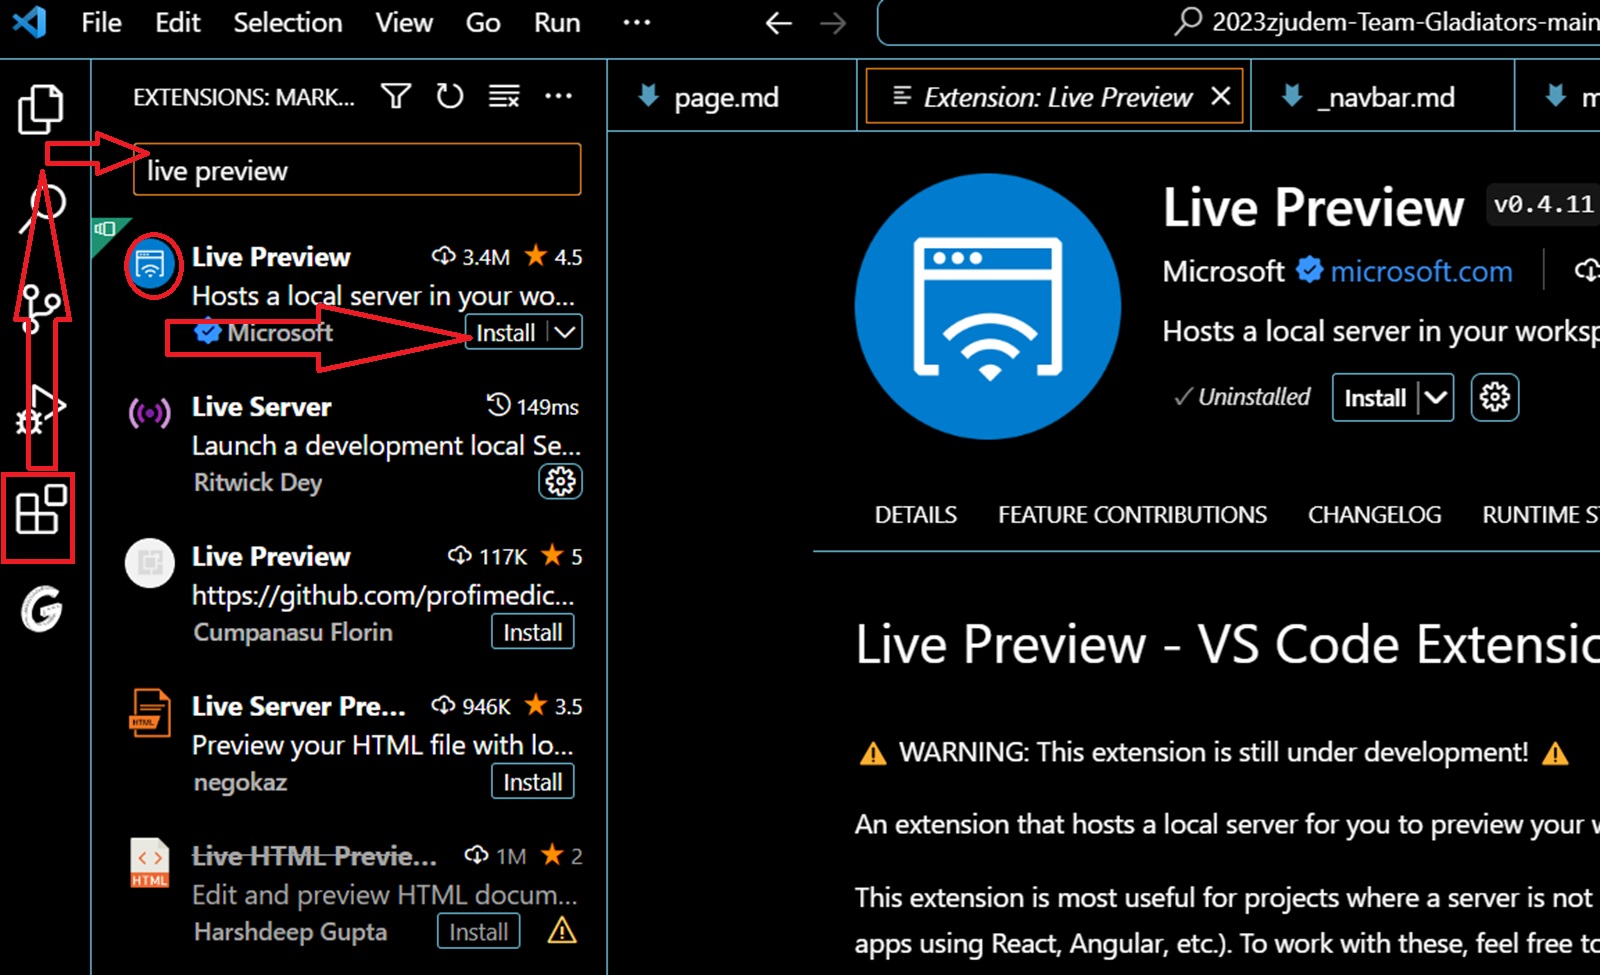 File Edit Selection View Go Run ···
2023zjudem-Team-Gladiators-main
EXTENSIONS: MARK...
live preview
Live Preview 3.4M 4.5
Hosts a local server in your wo...
Microsoft Install
Live Server 149ms
Launch a development local Se...
Ritwick Dey
Live Preview 117K 5
https://github.com/profimedic...
Cumpanasu Florin Install
Live Server Pre... 946K 3.5
Preview your HTML file with lo...
negokaz Install
HTML
Live HTML Previe... 1M 2
Edit and preview HTML docum...
HTML
Harshdeep Gupta Install
page.md Extension: Live Preview _navbar.md m
Live Preview v0.4.11
Microsoft microsoft.com
Hosts a local server in your worksp
Uninstalled Install
DETAILS FEATURE CONTRIBUTIONS CHANGELOG RUNTIME ST
Live Preview - VS Code Extensio
WARNING: This extension is still under development!
An extension that hosts a local server for you to preview your w
This extension is most useful for projects where a server is not
apps using React, Angular, etc.). To work with these, feel free to